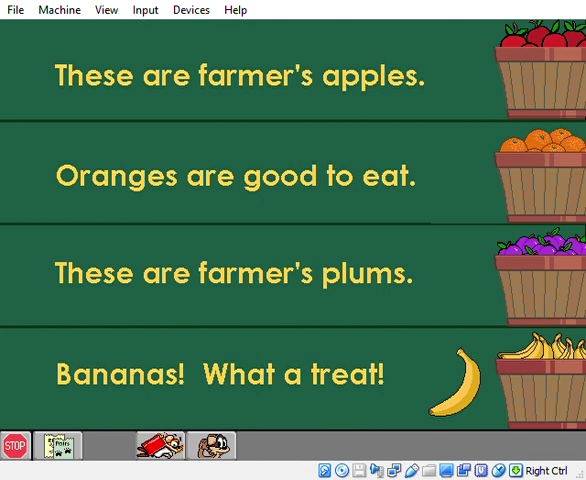 File Machine View Input Devices Help
These are farmer's apples.
Oranges are good to eat.
These are farmer's plums.
Bananas! What a treat!
STOP
Right Ctrl